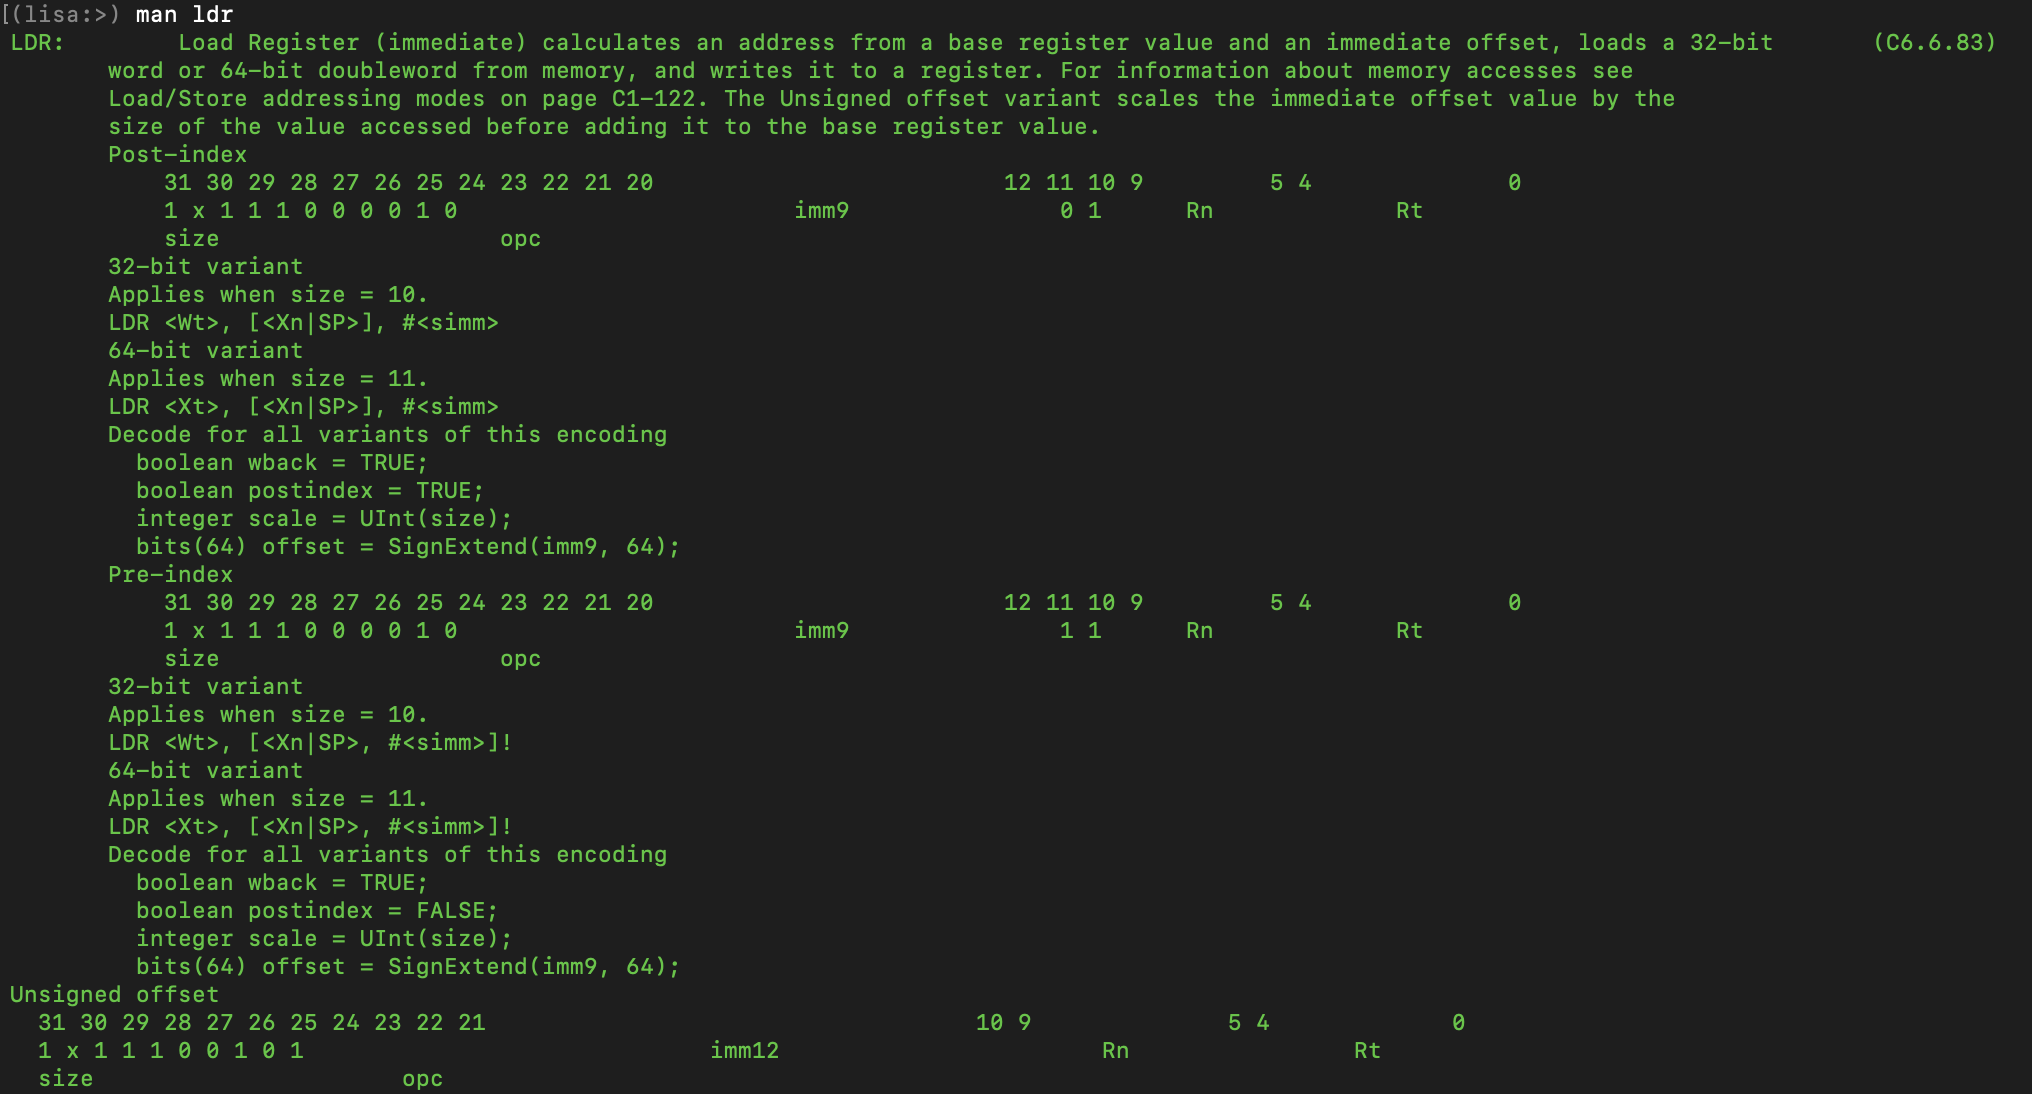 [(lisa:>) man ldr
LDR:        Load Register (immediate) calculates an address from a base register value and an immediate offset, loads a 32-bit       (C6.6.83)
       word or 64-bit doubleword from memory, and writes it to a register. For information about memory accesses see
       Load/Store addressing modes on page C1-122. The Unsigned offset variant scales the immediate offset value by the
       size of the value accessed before adding it to the base register value.
       Post-index
           31 30 29 28 27 26 25 24 23 22 21 20                         12 11 10 9         5 4              0
           1 x 1 1 1 0 0 0 0 1 0                        imm9               0 1      Rn             Rt
           size                    opc
       32-bit variant
       Applies when size = 10.
       LDR <Wt>, [<Xn|SP>], #<simm>
       64-bit variant
       Applies when size = 11.
       LDR <Xt>, [<Xn|SP>], #<simm>
       Decode for all variants of this encoding
         boolean wback = TRUE;
         boolean postindex = TRUE;
         integer scale = UInt(size);
         bits(64) offset = SignExtend(imm9, 64);
       Pre-index
           31 30 29 28 27 26 25 24 23 22 21 20                         12 11 10 9         5 4              0
           1 x 1 1 1 0 0 0 0 1 0                        imm9               1 1      Rn             Rt
           size                    opc
       32-bit variant
       Applies when size = 10.
       LDR <Wt>, [<Xn|SP>, #<simm>]!
       64-bit variant
       Applies when size = 11.
       LDR <Xt>, [<Xn|SP>, #<simm>]!
       Decode for all variants of this encoding
         boolean wback = TRUE;
         boolean postindex = FALSE;
         integer scale = UInt(size);
         bits(64) offset = SignExtend(imm9, 64);
Unsigned offset
  31 30 29 28 27 26 25 24 23 22 21                                   10 9              5 4             0
  1 x 1 1 1 0 0 1 0 1                             imm12                       Rn                Rt
  size                      opc